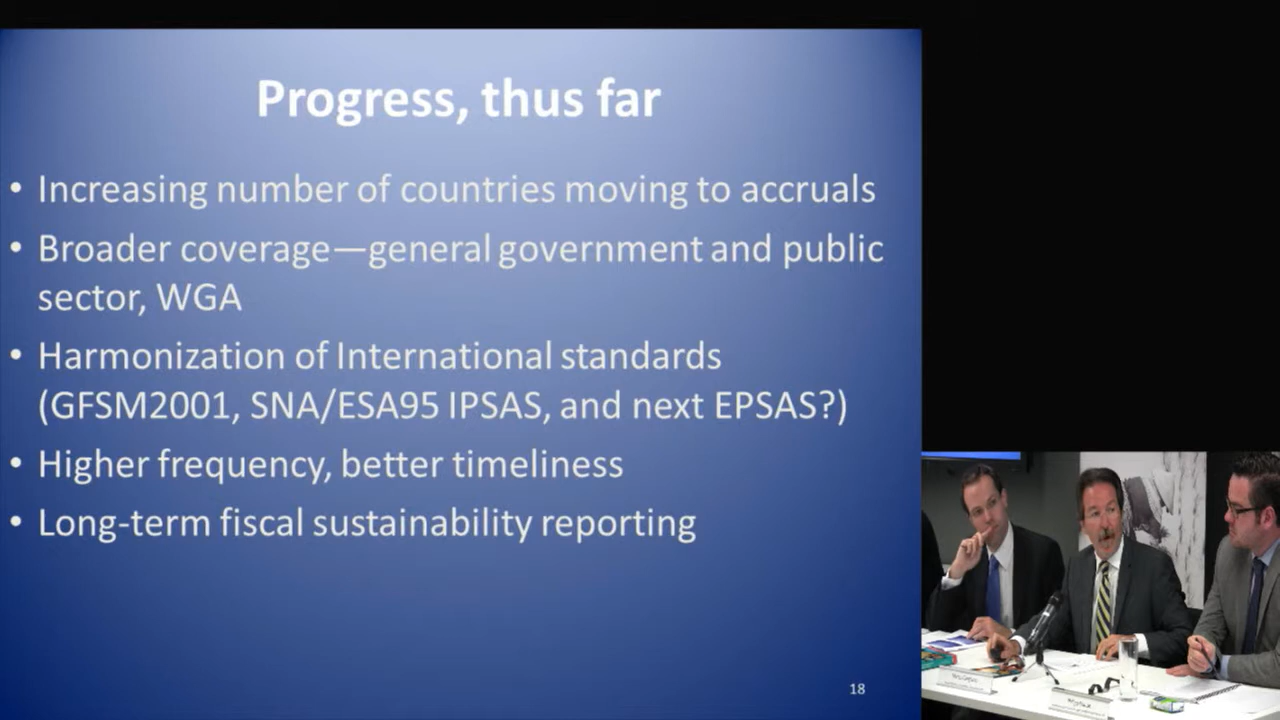 Progress, thus far
• Increasing number of countries moving to accruals
• Broader coverage—general government and public
sector, WGA
• Harmonization of International standards
(GFSM2001, SNA/ESA95 IPSAS, and next EPSAS?)
• Higher frequency, better timeliness
• Long-term fiscal sustainability reporting
18